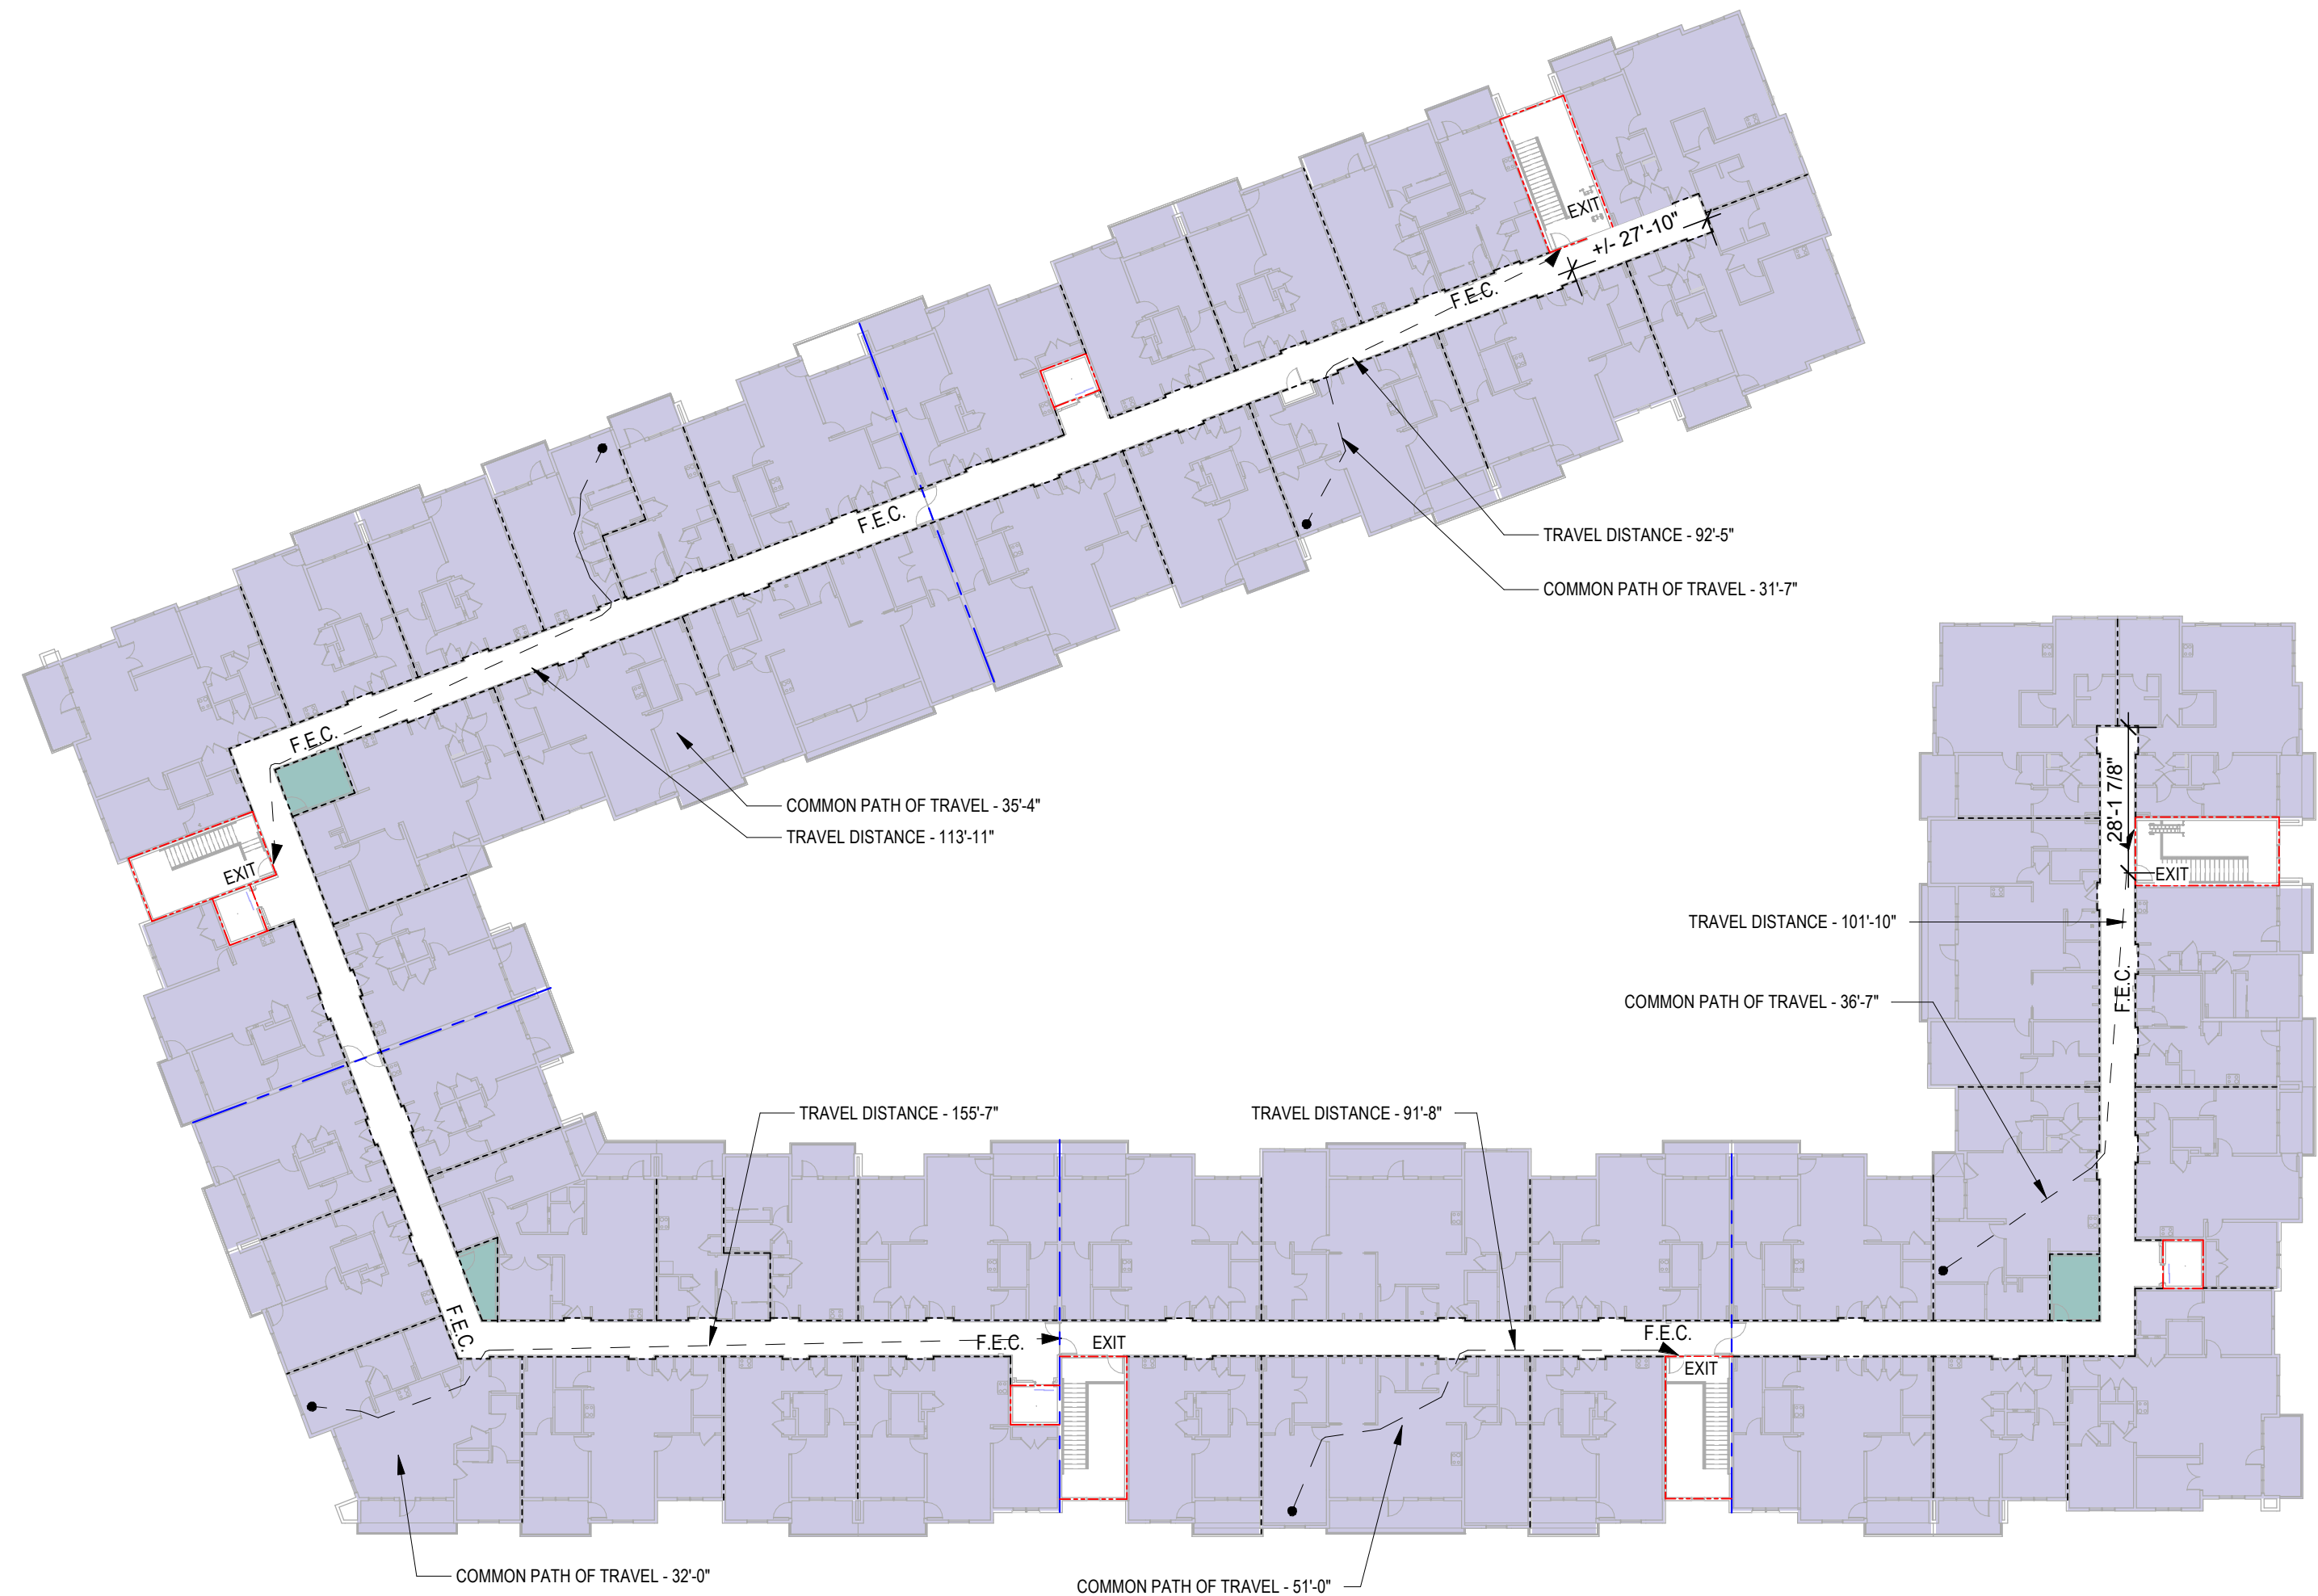 EXIT
+/- 27'-10"
F.E.C.
F.E.C.
TRAVEL DISTANCE - 92'-5"
COMMON PATH OF TRAVEL - 31'-7"
F.E.C.
COMMON PATH OF TRAVEL - 35'-4"
TRAVEL DISTANCE - 113'-11"
EXIT
28'-1 7/8"
EXIT
TRAVEL DISTANCE - 101'-10"
F.E.C.
COMMON PATH OF TRAVEL - 36'-7"
TRAVEL DISTANCE - 155'-7"
TRAVEL DISTANCE - 91'-8"
F.E.C.
F.E.C.
EXIT
F.E.C.
EXIT
COMMON PATH OF TRAVEL - 32'-0"
COMMON PATH OF TRAVEL - 51'-0"